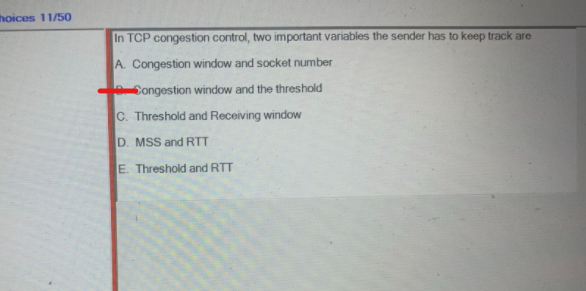 hoices 11/50
In TCP congestion control, two important variables the sender has to keep track are
A. Congestion window and socket number
B. Congestion window and the threshold
C. Threshold and Receiving window
D. MSS and RTT
E. Threshold and RTT